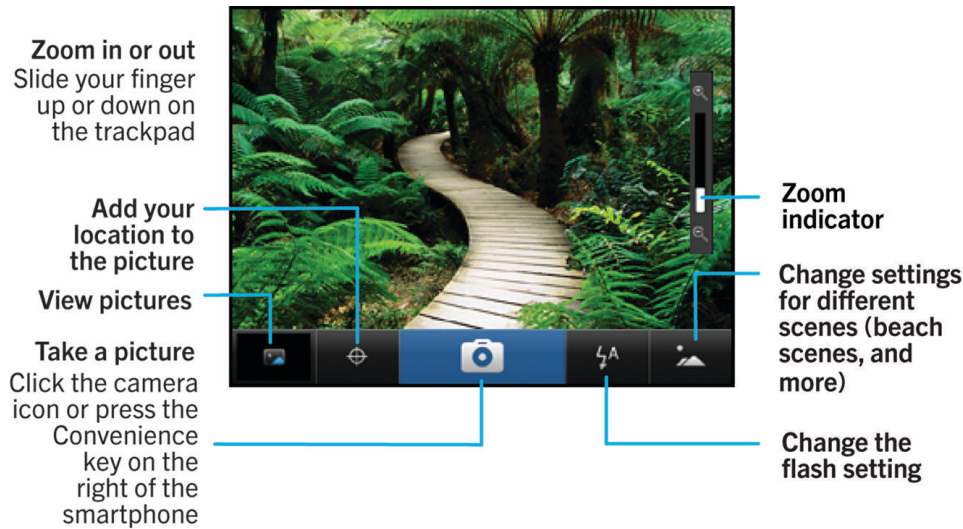 Zoom in or out
Slide your finger
up or down on
the trackpad
Add your
location to
the picture
View pictures
Take a picture
Click the camera
icon or press the
Convenience
key on the
right of the
smartphone
A
Zoom
indicator
Change settings
for different
scenes (beach
scenes, and
more)
Change the
flash setting